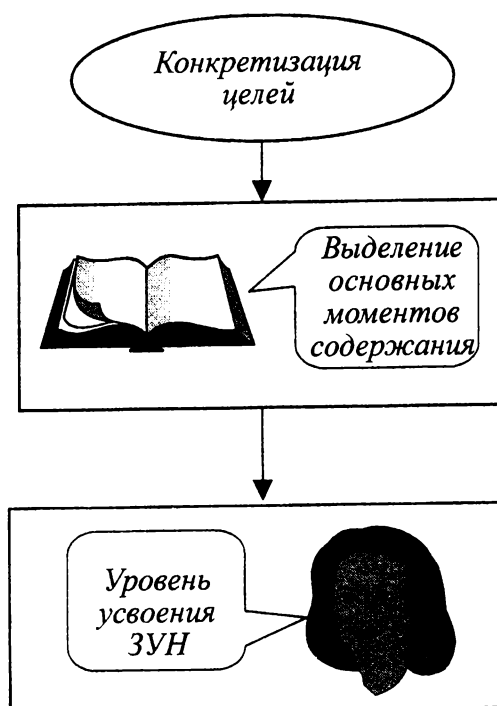 Конкретизация
целей
Выделение
основных
моментов
содержания
Уровень
усвоения
ЗУН